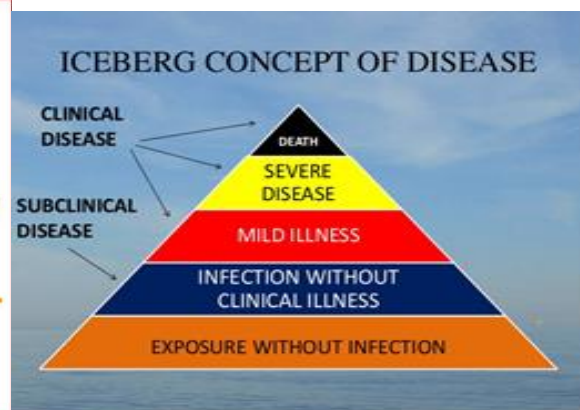 ICEBERG CONCEPT OF DISEASE
CLINICAL
DISEASE
DEATH
SEVERE
DISEASE
SUBCLINICAL
DISEASE
MILD ILLNESS
INFECTION WITHOUT
CLINICAL ILLNESS
EXPOSURE WITHOUT INFECTION